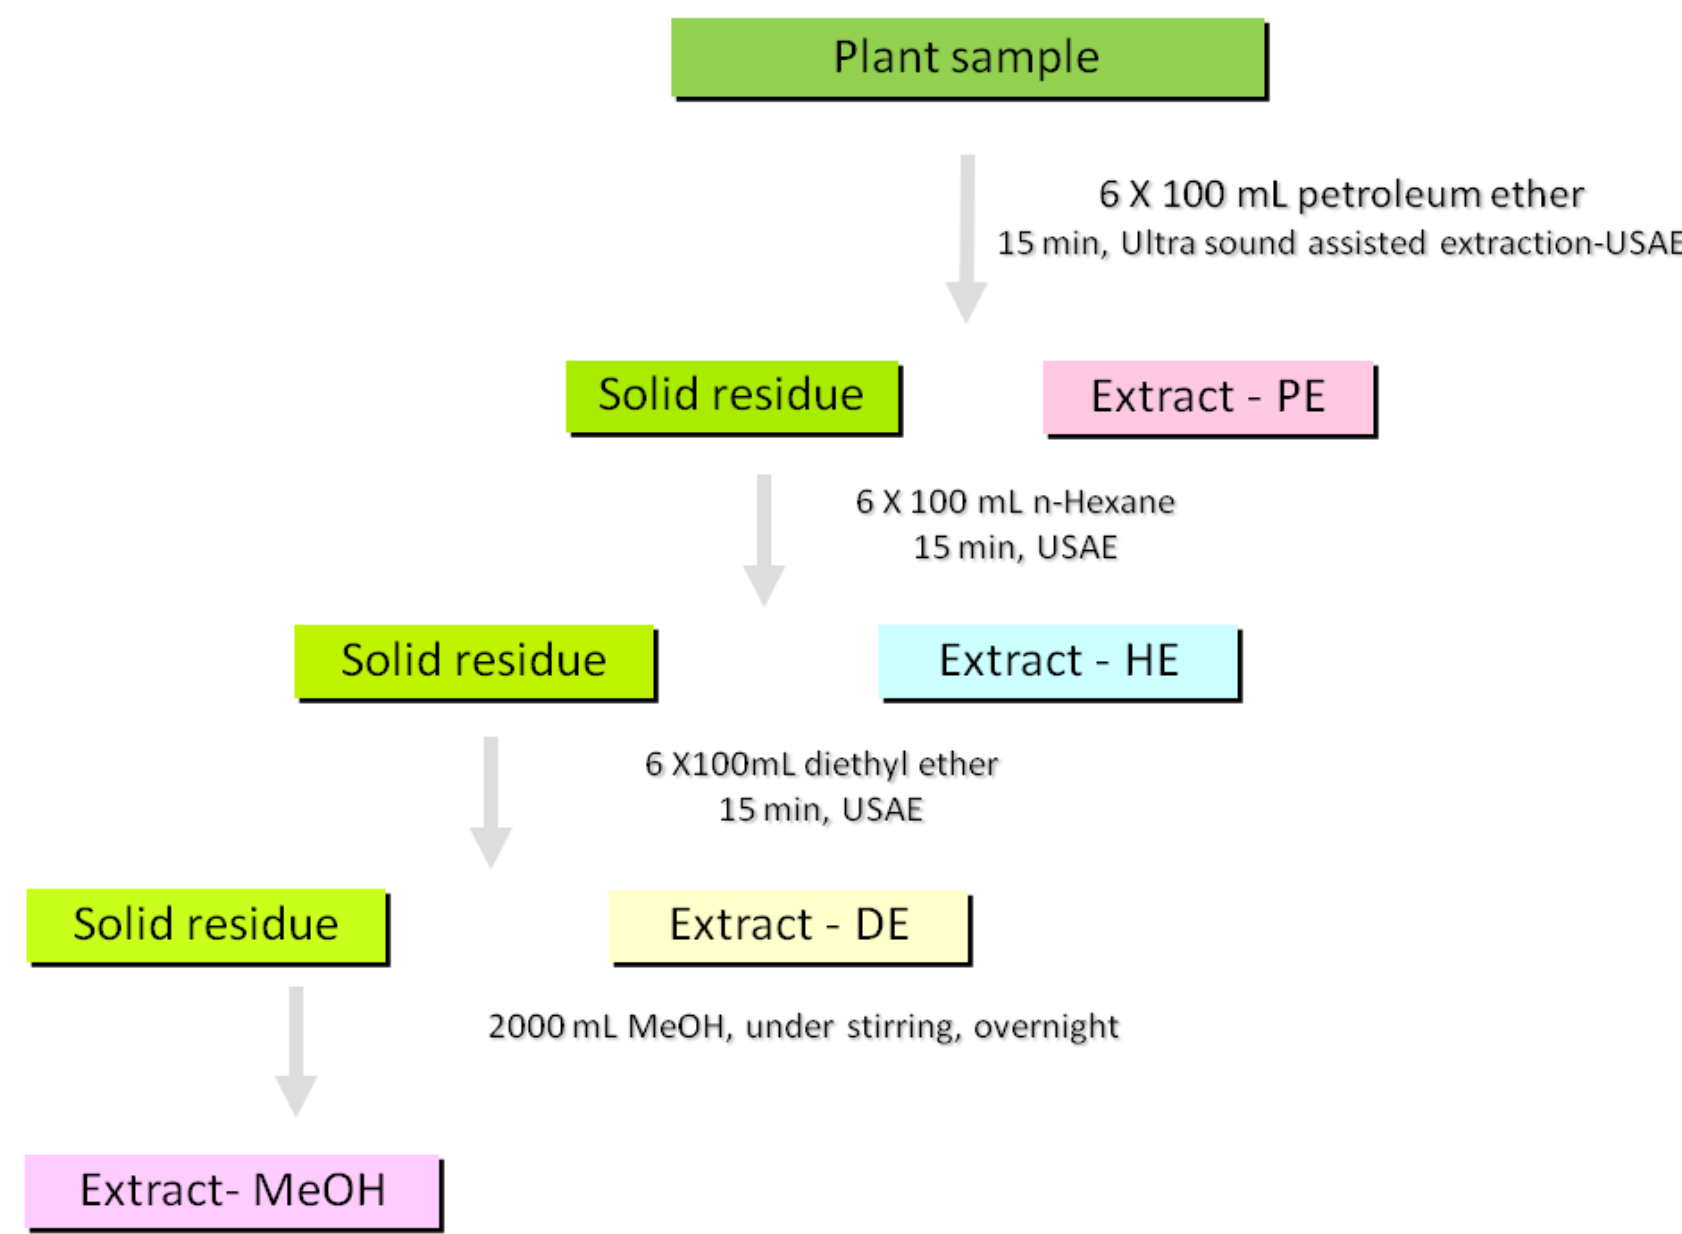 Plant sample
6 X 100 mL petroleum ether
15 min, Ultra sound assisted extraction-USAE
Solid residue
Extract - PE
6 X 100 mL n-Hexane
15 min, USAE
Solid residue
Extract - HE
6 X100mL diethyl ether
15 min, USAE
Solid residue
Extract - DE
2000 mL MeOH, under stirring, overnight
Extract- MeOH